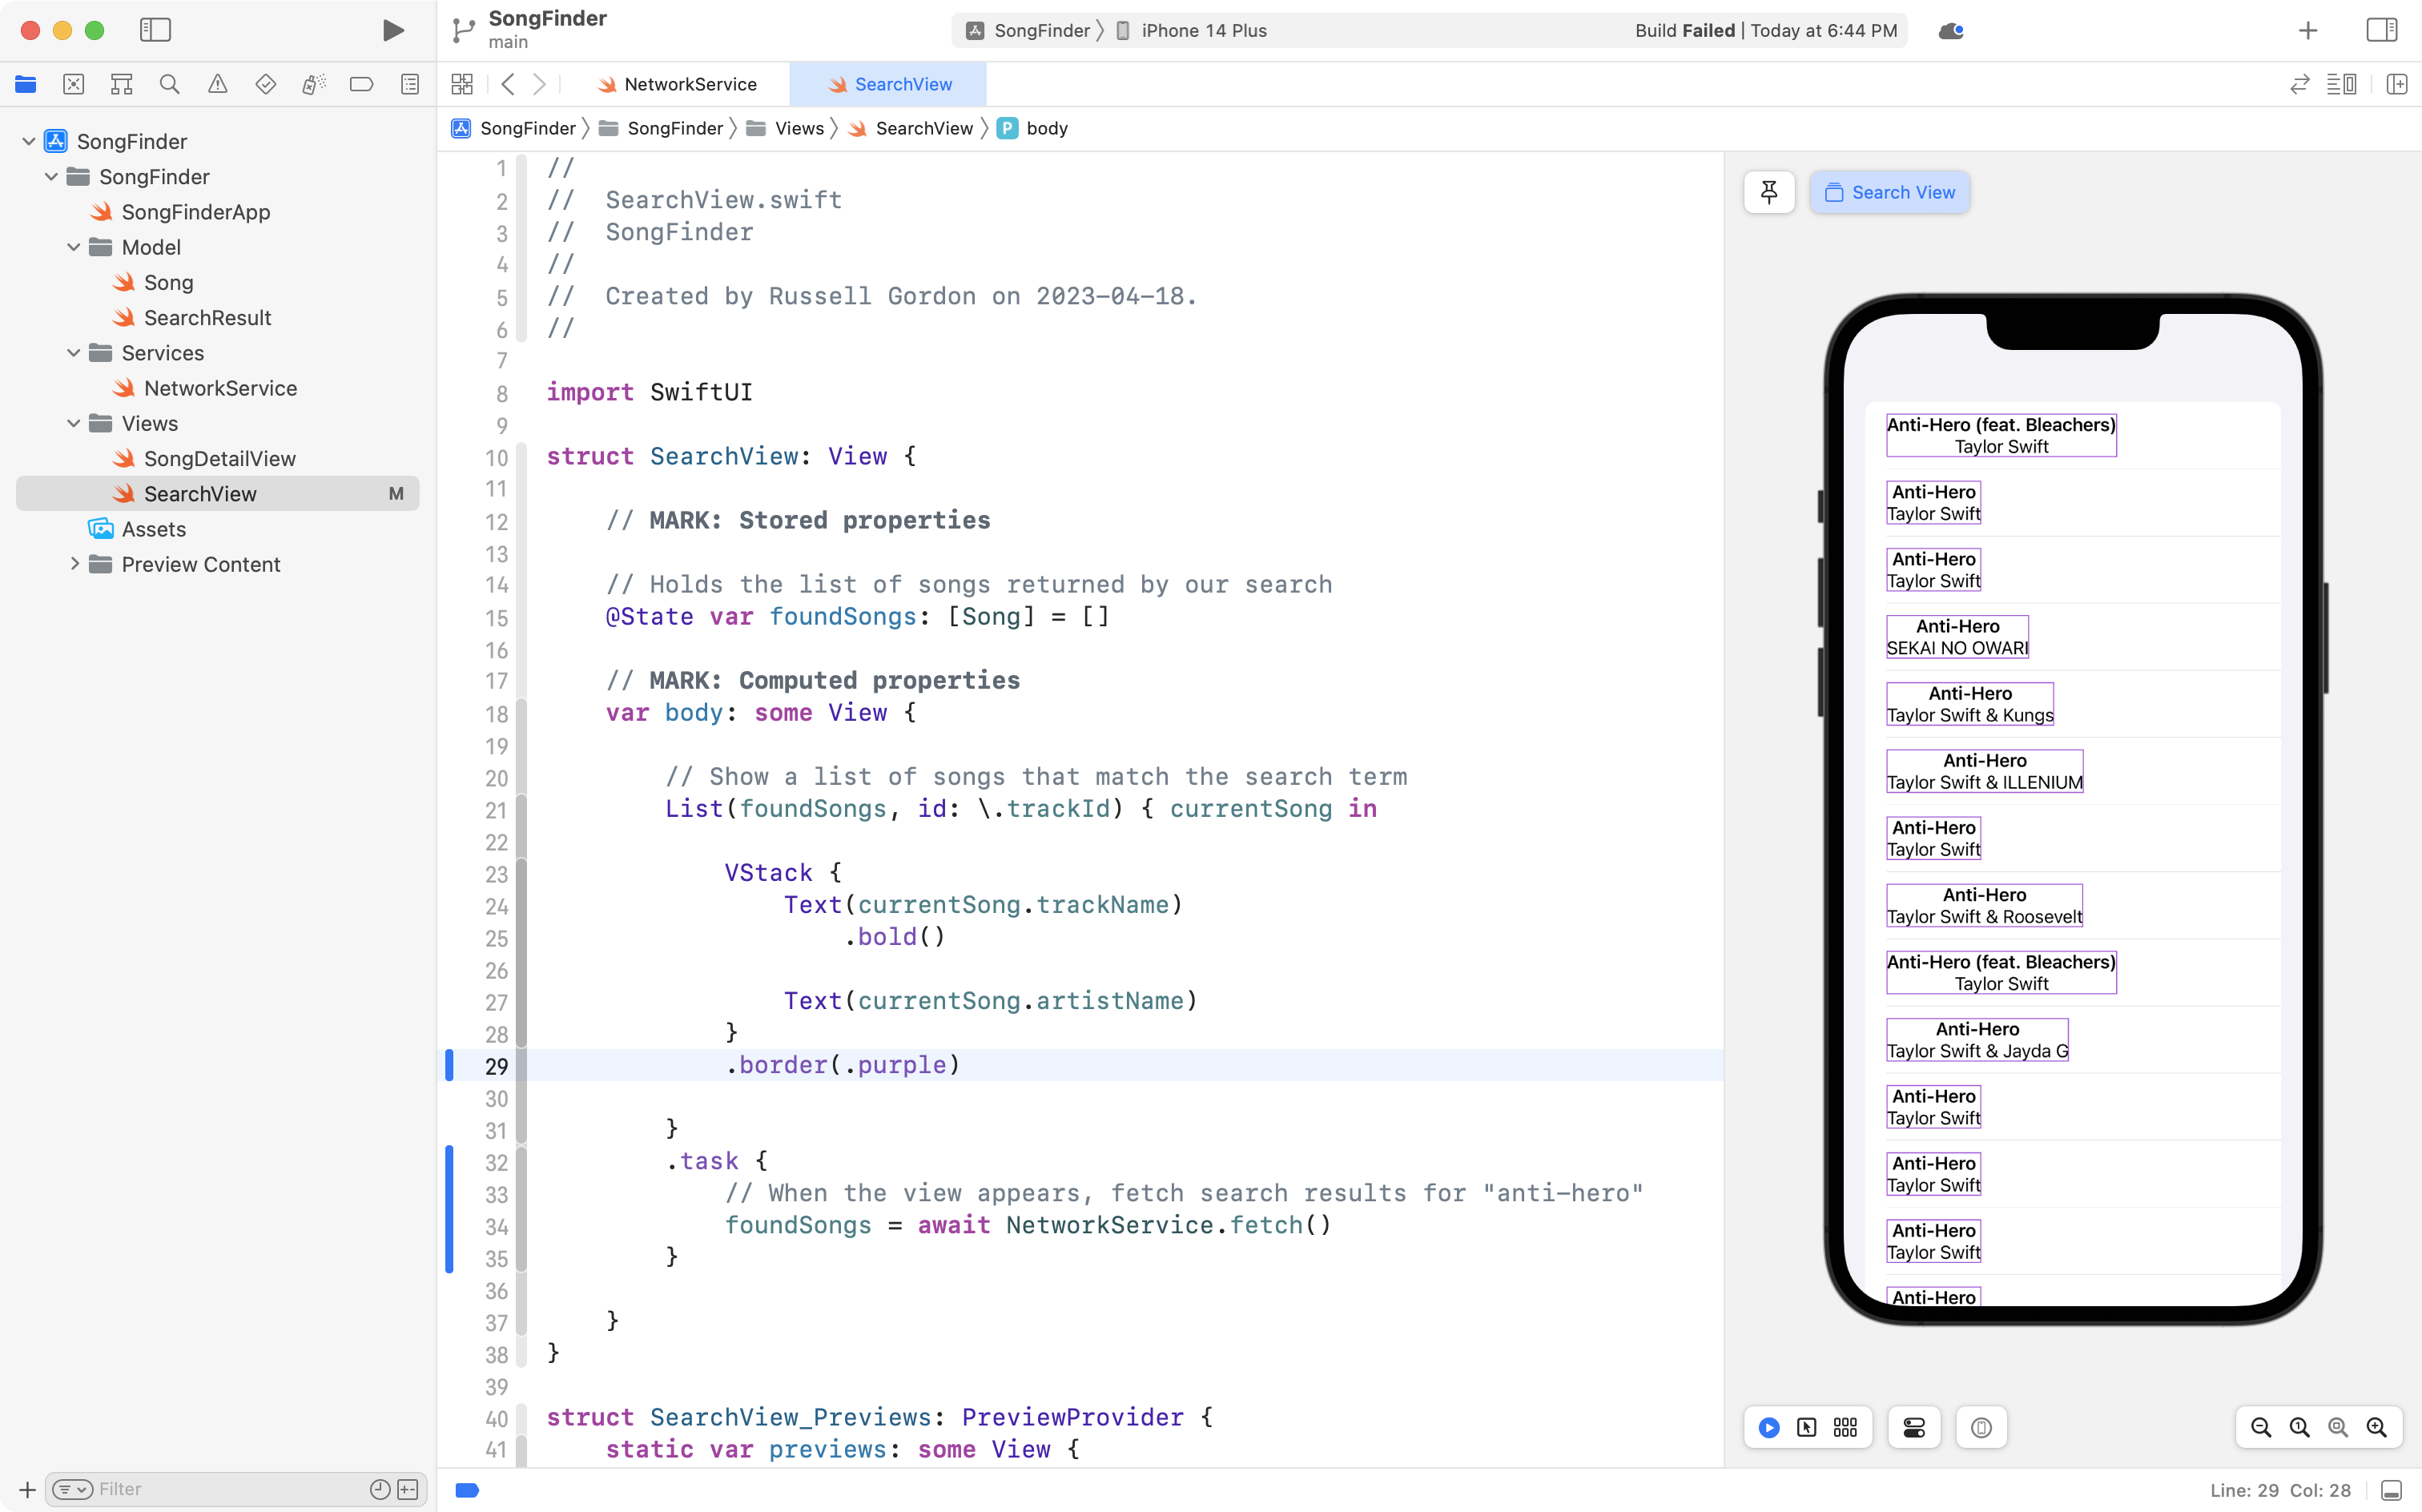 SongFinder
main
SongFinder
iPhone 14 Plus
Build Failed | Today at 6:44 PM
NetworkService
SearchView
SongFinder
SongFinder
Views
SearchView
P
body
SongFinder
SongFinder
SongFinderApp
Model
Song
SearchResult
Services
NetworkService
Views
SongDetailView
SearchView M
Assets
Preview Content
Filter
1 //
2 //  SearchView.swift
3 //  SongFinder
4 //
5 //  Created by Russell Gordon on 2023-04-18.
6 //
7
8 import SwiftUI
9
10 struct SearchView: View {
11
12     // MARK: Stored properties
13
14     // Holds the list of songs returned by our search
15     @State var foundSongs: [Song] = []
16
17     // MARK: Computed properties
18     var body: some View {
19
20         // Show a list of songs that match the search term
21         List(foundSongs, id: \.trackId) { currentSong in
22
23             VStack {
24                 Text(currentSong.trackName)
25                     .bold()
26
27                 Text(currentSong.artistName)
28             }
29             .border(.purple)
30
31         }
32         .task {
33             // When the view appears, fetch search results for "anti-hero"
34             foundSongs = await NetworkService.fetch()
35         }
36
37     }
38 }
39
40 struct SearchView_Previews: PreviewProvider {
41     static var previews: some View {
Search View
Anti-Hero (feat. Bleachers)
Taylor Swift
Anti-Hero
Taylor Swift
Anti-Hero
Taylor Swift
Anti-Hero
SEKAI NO OWARI
Anti-Hero
Taylor Swift & Kungs
Anti-Hero
Taylor Swift & ILLENIUM
Anti-Hero
Taylor Swift
Anti-Hero
Taylor Swift & Roosevelt
Anti-Hero (feat. Bleachers)
Taylor Swift
Anti-Hero
Taylor Swift & Jayda G
Anti-Hero
Taylor Swift
Anti-Hero
Taylor Swift
Anti-Hero
Taylor Swift
Anti-Hero
Line: 29 Col: 28